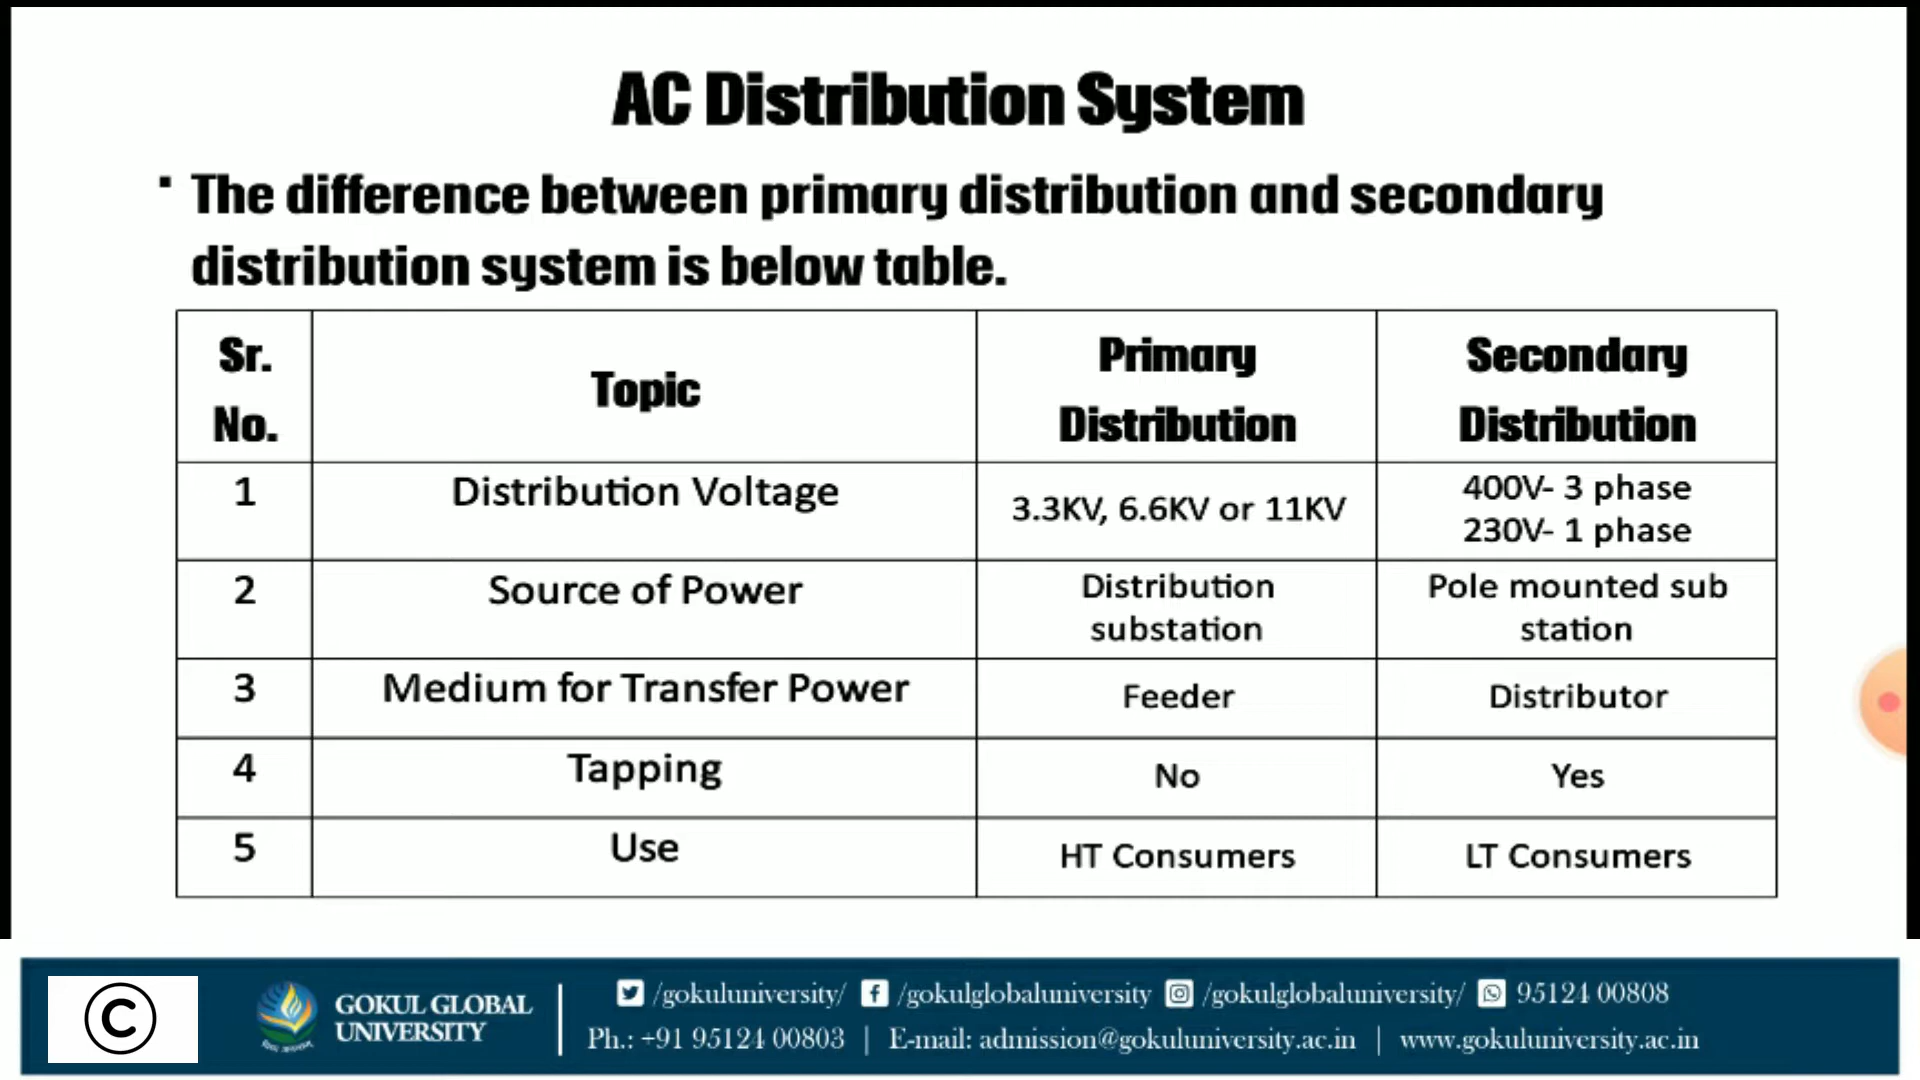 AC Distribution System
▪ The difference between primary distribution and secondary
distribution system is below table.
Sr. No. Topic Primary Distribution Secondary Distribution
1 Distribution Voltage 3.3KV, 6.6KV or 11KV 400V- 3 phase 230V- 1 phase
2 Source of Power Distribution substation Pole mounted sub station
3 Medium for Transfer Power Feeder Distributor
4 Tapping No Yes
5 Use HT Consumers LT Consumers
©
GOKUL GLOBAL
UNIVERSITY
/gokuluniversity/ /gokulglobaluniversity /gokulglobaluniversity/ 95124 00808
Ph.: +91 95124 00803 | E-mail: admission@gokuluniversity.ac.in | www.gokuluniversity.ac.in